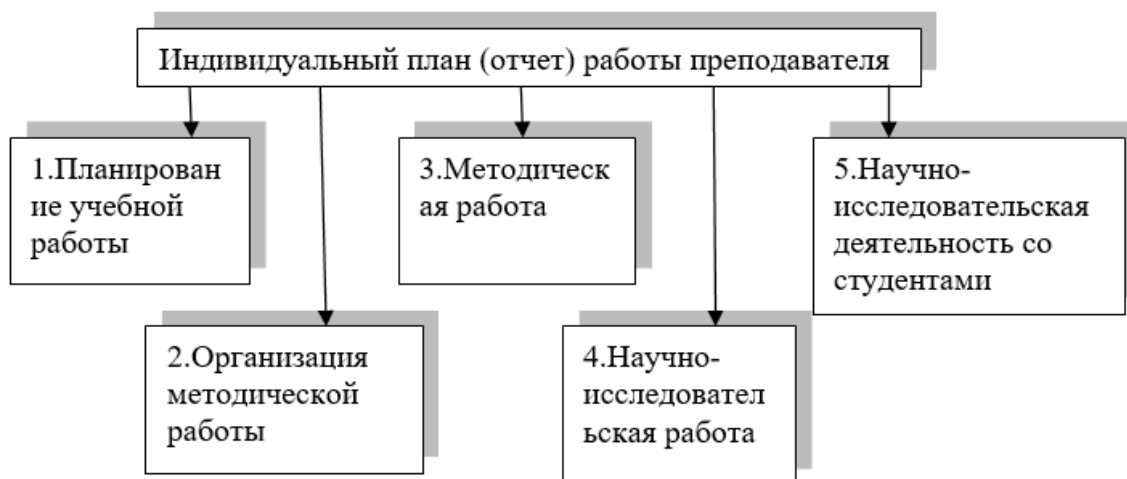 Индивидуальный план (отчет) работы преподавателя
1.Планирован
ие учебной
работы
2.Организация
методической
работы
3.Методическ
ая работа
4.Научно-
исследовател
ьская работа
5.Научно-
исследовательская
деятельность со
студентами